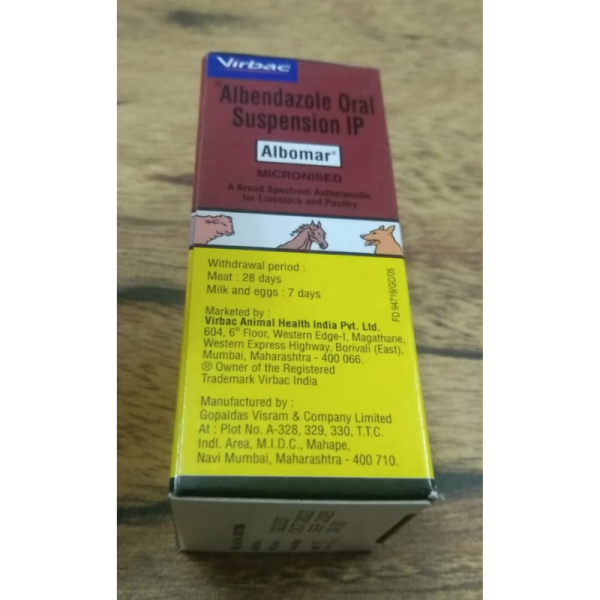 Virbac
"Albendazole Oral
Suspension IP
Albomar®
MICRONISED
A Broad Spectrum Anthelmintic
for Livestock and Poultry
Withdrawal period :
Meat : 28 days
Milk and eggs : 7 days
Marketed by :
Virbac Animal Health India Pvt. Ltd.
604, 6th Floor, Western Edge-I, Magathane,
Western Express Highway, Borivali (East),
Mumbai, Maharashtra - 400 066.
® Owner of the Registered
Trademark Virbac India
Manufactured by :
Gopaldas Visram & Company Limited
At : Plot No. A-328, 329, 330, T.T.C.
Indl. Area, M.I.D.C., Mahape,
Navi Mumbai, Maharashtra - 400 710.
FD 94719/GC05